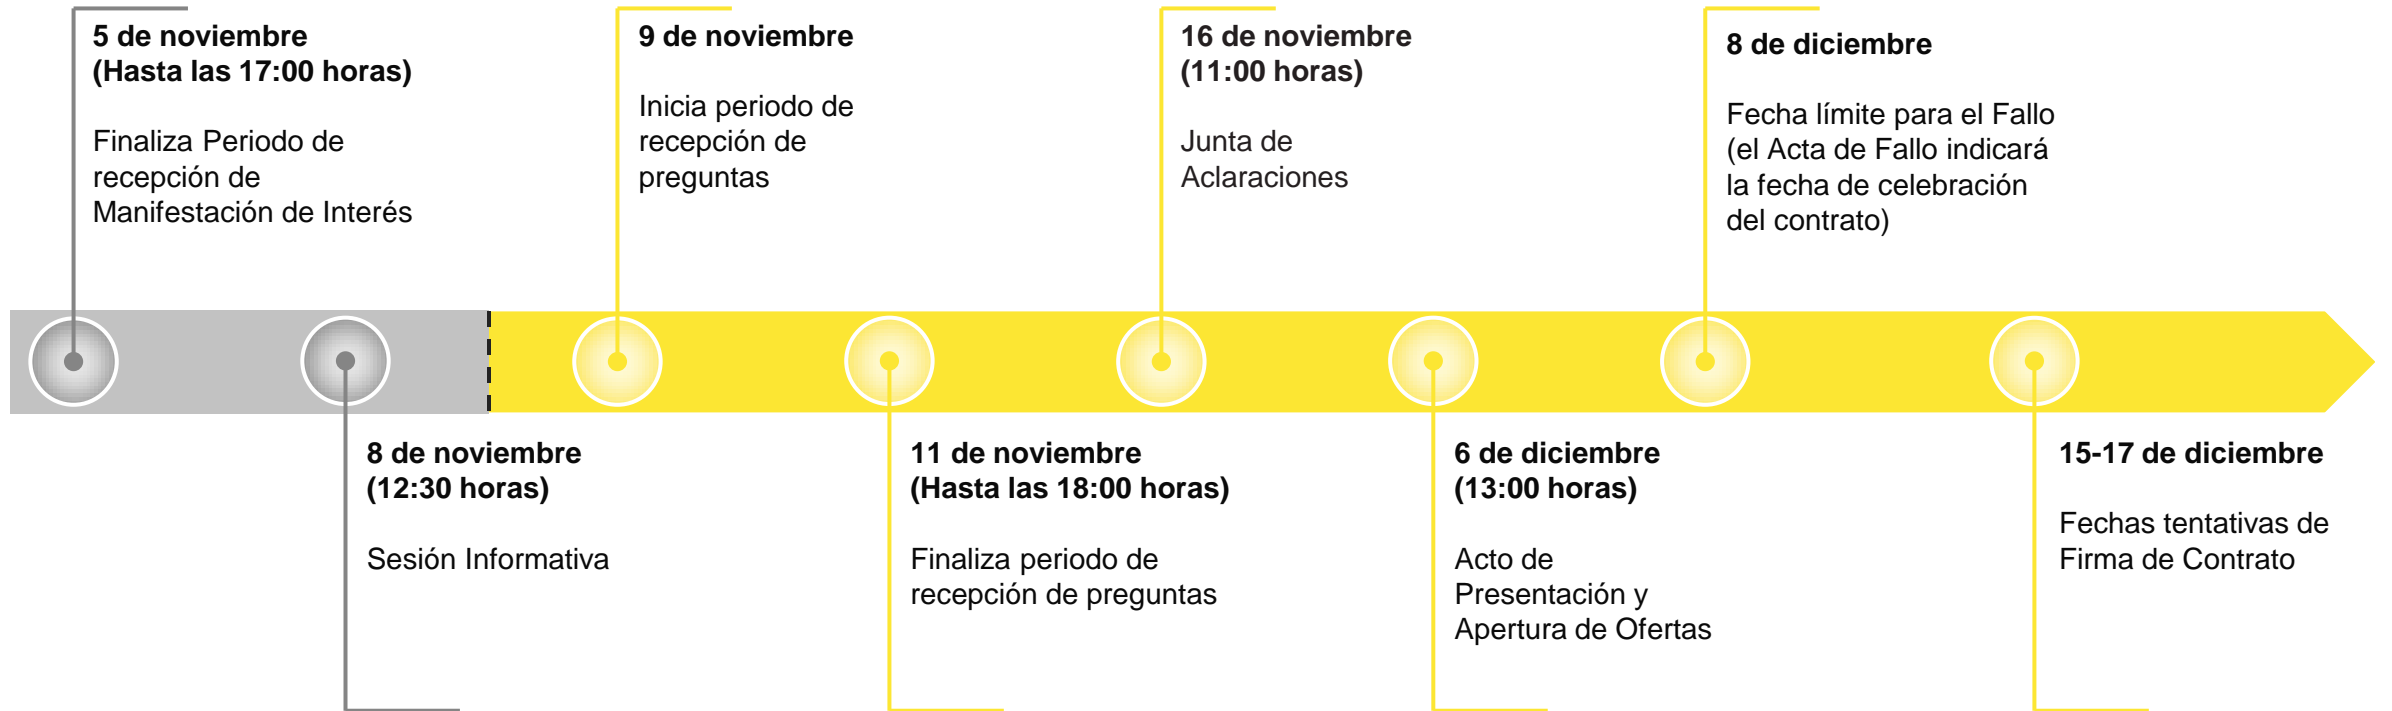 5 de noviembre
(Hasta las 17:00 horas)
Finaliza Periodo de
recepción de
Manifestación de Interés
9 de noviembre
Inicia periodo de
recepción de
preguntas
16 de noviembre
(11:00 horas)
Junta de
Aclaraciones
8 de diciembre
Fecha límite para el Fallo
(el Acta de Fallo indicará
la fecha de celebración
del contrato)
8 de noviembre
(12:30 horas)
Sesión Informativa
11 de noviembre
(Hasta las 18:00 horas)
Finaliza periodo de
recepción de preguntas
6 de diciembre
(13:00 horas)
Acto de
Presentación y
Apertura de Ofertas
15-17 de diciembre
Fechas tentativas de
Firma de Contrato